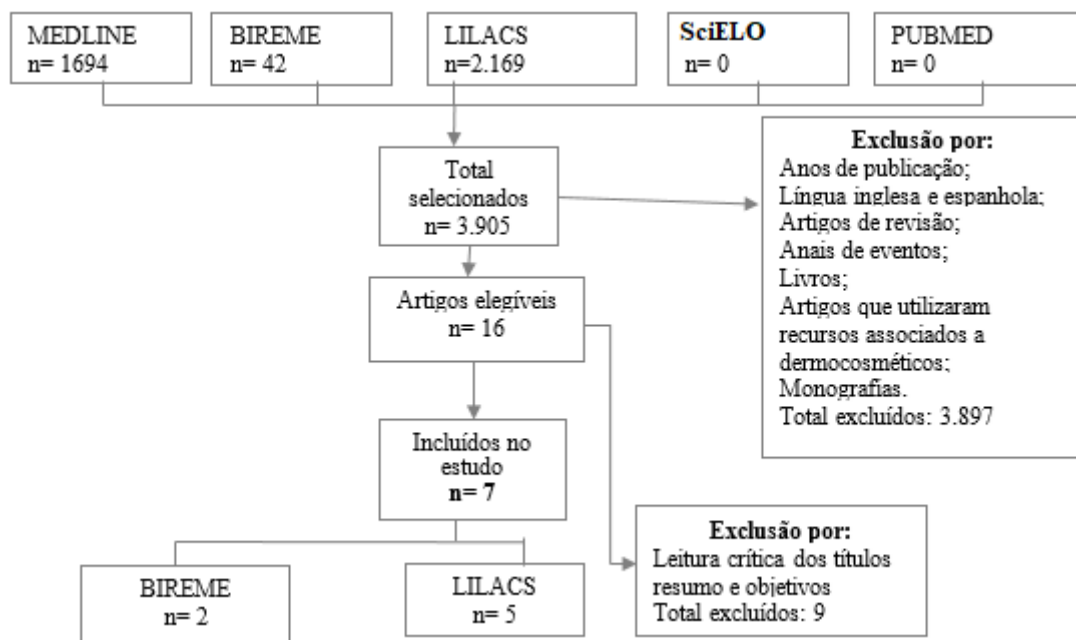 MEDLINE
n= 1694
BIREME
n= 42
LILACS
n=2.169
SciELO
n= 0
PUBMED
n= 0
Total
selecionados
n= 3.905
Exclusão por:
Anos de publicação;
Língua inglesa e espanhola;
Artigos de revisão;
Anais de eventos;
Livros;
Artigos que utilizaram
recursos associados a
dermocosméticos;
Monografias.
Total excluídos: 3.897
Artigos elegíveis
n= 16
Incluídos no
estudo
n= 7
Exclusão por:
Leitura crítica dos títulos
resumo e objetivos
Total excluídos: 9
BIREME
n= 2
LILACS
n= 5